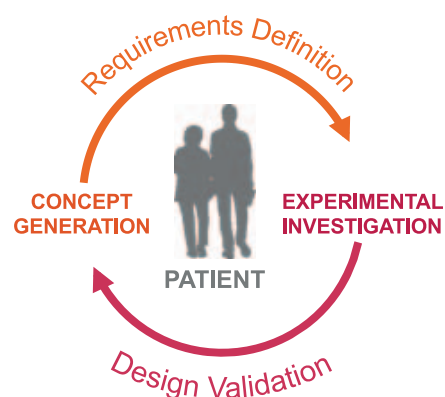 Requirements Definition
CONCEPT
GENERATION
EXPERIMENTAL
INVESTIGATION
PATIENT
Design Validation